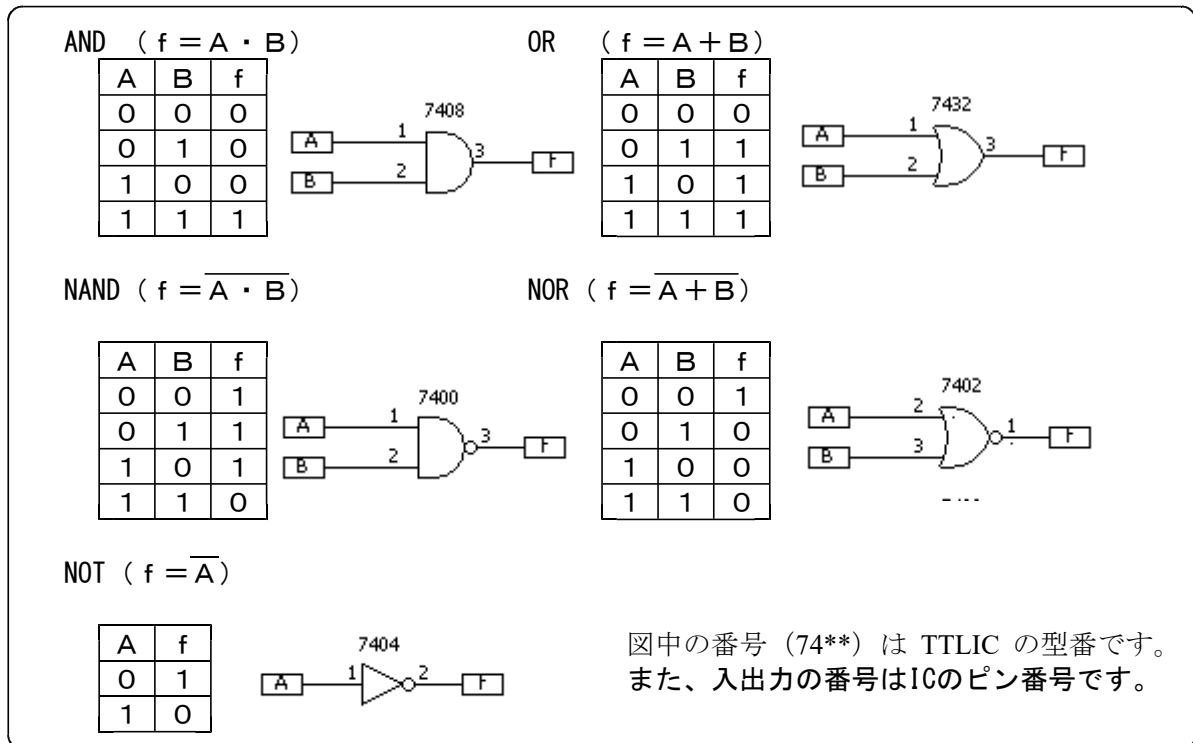 AND （ｆ＝Ａ・Ｂ）
Ａ Ｂ ｆ
０ ０ ０
０ １ ０
１ ０ ０
１ １ １
7408
A 1
B 2
3 F
OR （ｆ＝Ａ＋Ｂ）
Ａ Ｂ ｆ
０ ０ ０
０ １ １
１ ０ １
１ １ １
7432
A 1
B 2
3 F
NAND（ｆ＝A̅ ̅・̅ ̅B̅）
Ａ Ｂ ｆ
０ ０ １
０ １ １
１ ０ １
１ １ ０
7400
A 1
B 2
3 F
NOR（ｆ＝A̅ ̅＋̅ ̅B̅）
Ａ Ｂ ｆ
０ ０ １
０ １ ０
１ ０ ０
１ １ ０
7402
A 2
B 3
1 F
NOT（ｆ＝A̅）
Ａ ｆ
０ １
１ ０
7404
A 1 2 F
図中の番号（74**）は TTLIC の型番です。
また、入出力の番号はICのピン番号です。